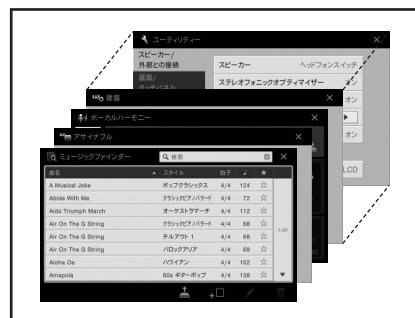 ユーティリティー
スピーカー/
外部との接続
画面/
タッチパネル
スピーカー ヘッドフォンスイッチ
ステレオフォニックオプティマイザー オン
オン
オン
LCD
鍵盤
ボーカルハーモニー
アサイナブル
ミュージックファインダー 検索
曲名 スタイル 拍子 ♩ ★
A Musical Joke ポップクラシックス 4/4 124 ☆
Abide With Me クラシックピアノバラード 4/4 72 ☆
Aida Triumph March オーケストラマーチ 4/4 112 ☆
Air On The G String クラシックピアノバラード 4/4 68 ☆
Air On The G String チルアウト 1 4/4 68 ☆
Air On The G String バロックアリア 4/4 69 ☆
Aloha Oe ハワイアン 4/4 102 ☆
Amapola 60s ギターポップ 4/4 138 ☆
1/20